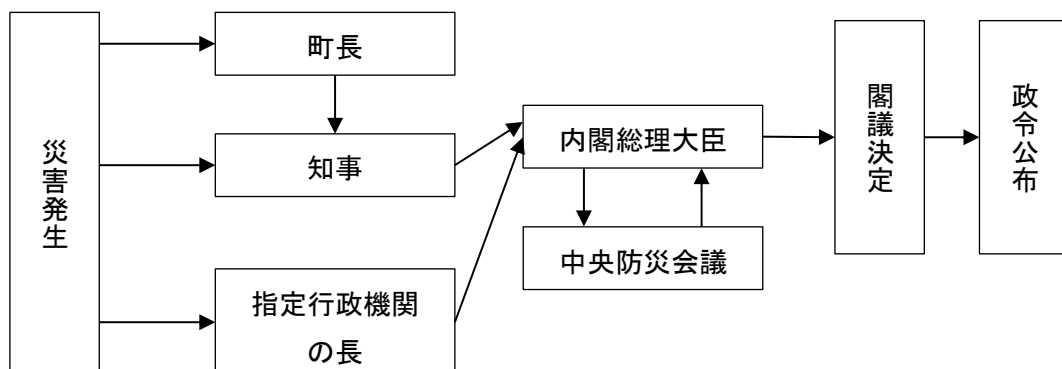 災害発生
町長
知事
指定行政機関
の長
内閣総理大臣
中央防災会議
閣議決定
政令公布